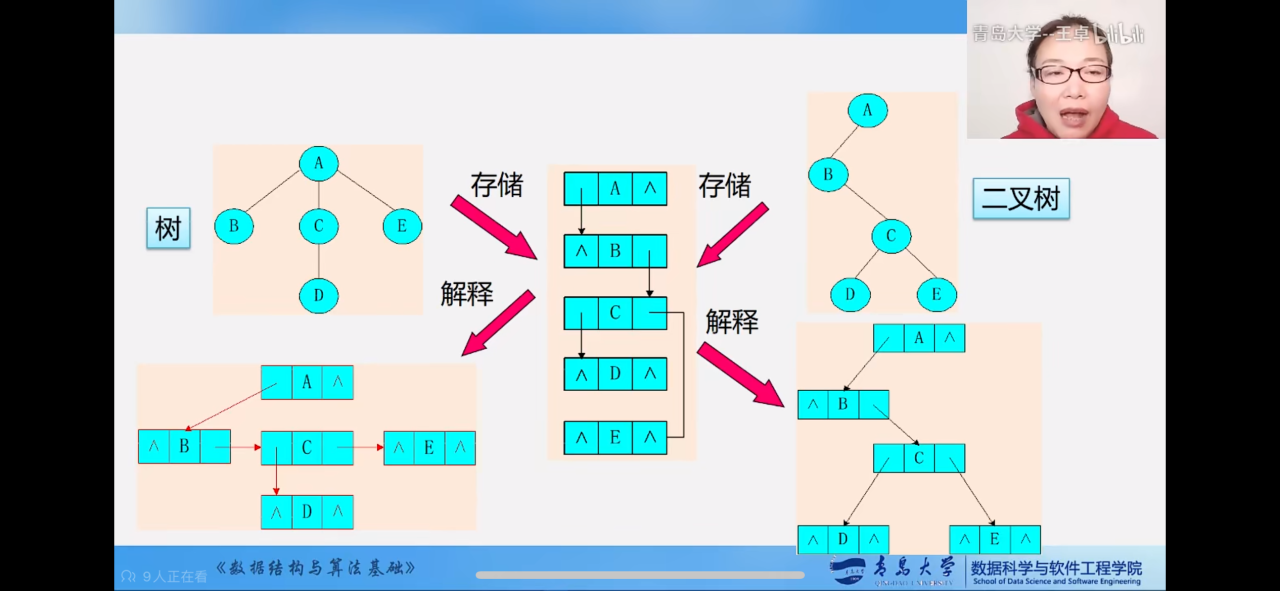 青岛大学--王卓 bilibili
树
A
B
C
E
D
存储
存储
解释
解释
A ∧
∧ B
C
∧ D ∧
∧ E ∧
A
B
C
D
E
二叉树
A ∧
∧ B
C
∧ E ∧
∧ D ∧
A ∧
∧ B
C
∧ D ∧
∧ E ∧
9人正在看
《数据结构与算法基础》
青岛大学
QINGDAO UNIVERSITY
数据科学与软件工程学院
School of Data Science and Software Engineering